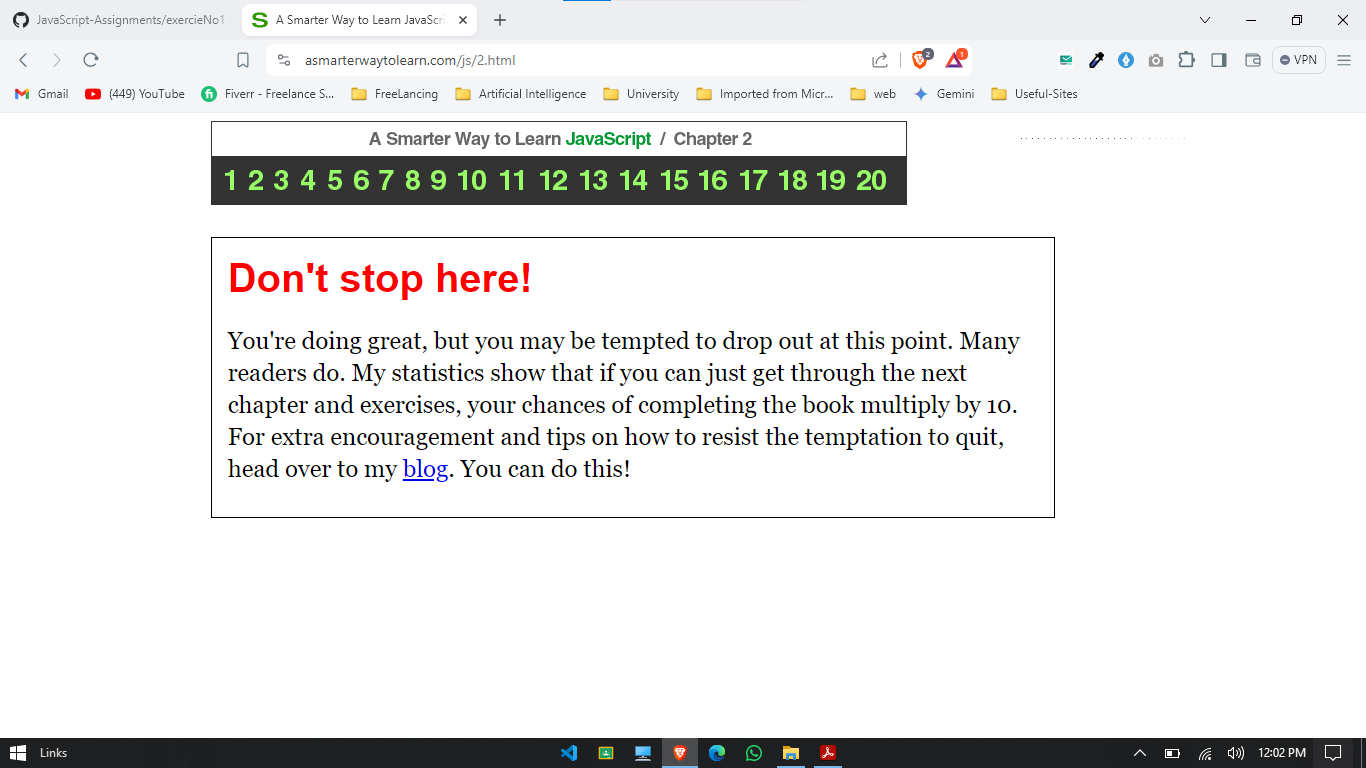 JavaScript-Assignments/exercieNo1
A Smarter Way to Learn JavaScri
asmarterwaytolearn.com/js/2.html
2
1
VPN
Gmail
(449) YouTube
Fiverr - Freelance S...
FreeLancing
Artificial Intelligence
University
Imported from Micr...
web
Gemini
Useful-Sites
A Smarter Way to Learn JavaScript / Chapter 2
1 2 3 4 5 6 7 8 9 10 11 12 13 14 15 16 17 18 19 20
Don't stop here!
You're doing great, but you may be tempted to drop out at this point. Many
readers do. My statistics show that if you can just get through the next
chapter and exercises, your chances of completing the book multiply by 10.
For extra encouragement and tips on how to resist the temptation to quit,
head over to my blog. You can do this!
Links
12:02 PM